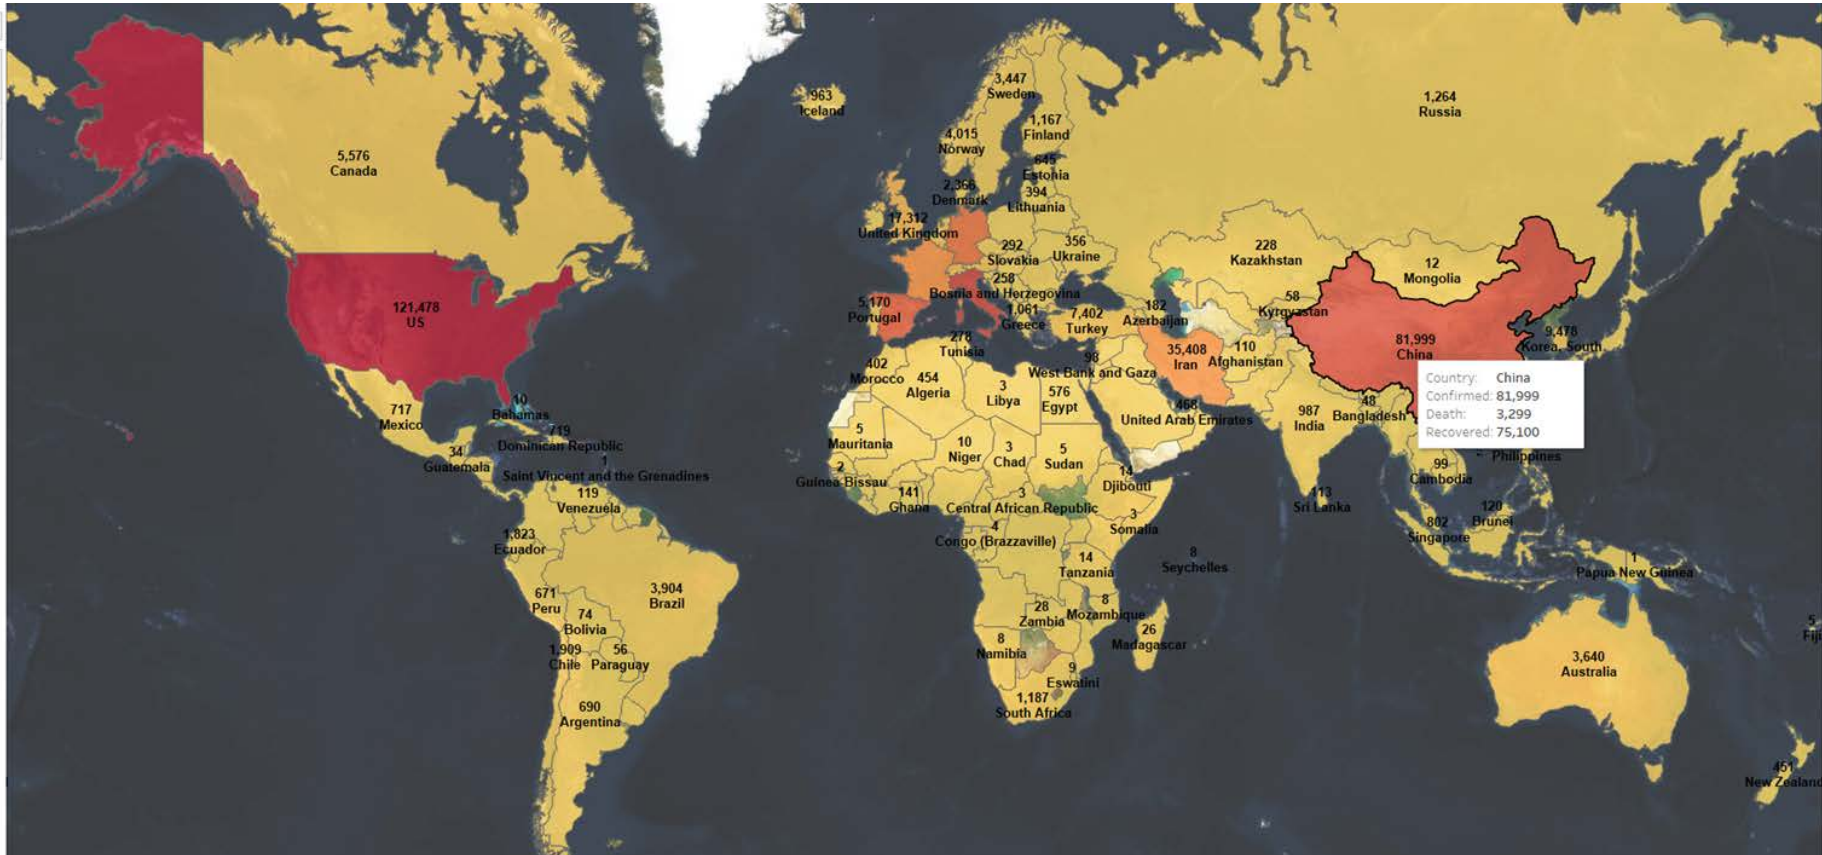 3,447
Sweden
963
Iceland
1,264
Russia
1,167
Finland
4,015
Norway
5,576
Canada
645
Estonia
2,366
Denmark
394
Lithuania
17,312
United Kingdom
292
Slovakia
356
Ukraine
228
Kazakhstan
12
Mongolia
258
Bosnia and Herzegovina
121,478
US
5,170
Portugal
1,061
Greece
7,402
Turkey
182
Azerbaijan
58
Kyrgyzstan
9,478
Korea, South
81,999
China
278
Tunisia
402
Morocco
454
Algeria
3
Libya
98
West Bank and Gaza
576
Egypt
35,408
Iran
110
Afghanistan
Country: China
Confirmed: 81,999
Death: 3,299
Recovered: 75,100
717
Mexico
10
Bahamas
719
Dominican Republic
468
United Arab Emirates
987
India
48
Bangladesh
5
Mauritania
10
Niger
3
Chad
5
Sudan
34
Guatemala
1
Saint Vincent and the Grenadines
2
Guinea-Bissau
14
Djibouti
Philippines
99
Cambodia
119
Venezuela
141
Ghana
3
Central African Republic
3
Somalia
113
Sri Lanka
120
Brunei
802
Singapore
1,823
Ecuador
4
Congo (Brazzaville)
14
Tanzania
8
Seychelles
1
Papua New Guinea
671
Peru
3,904
Brazil
74
Bolivia
28
Zambia
8
Mozambique
26
Madagascar
5
Fiji
1,909
Chile
56
Paraguay
8
Namibia
9
Eswatini
3,640
Australia
690
Argentina
1,187
South Africa
451
New Zealand